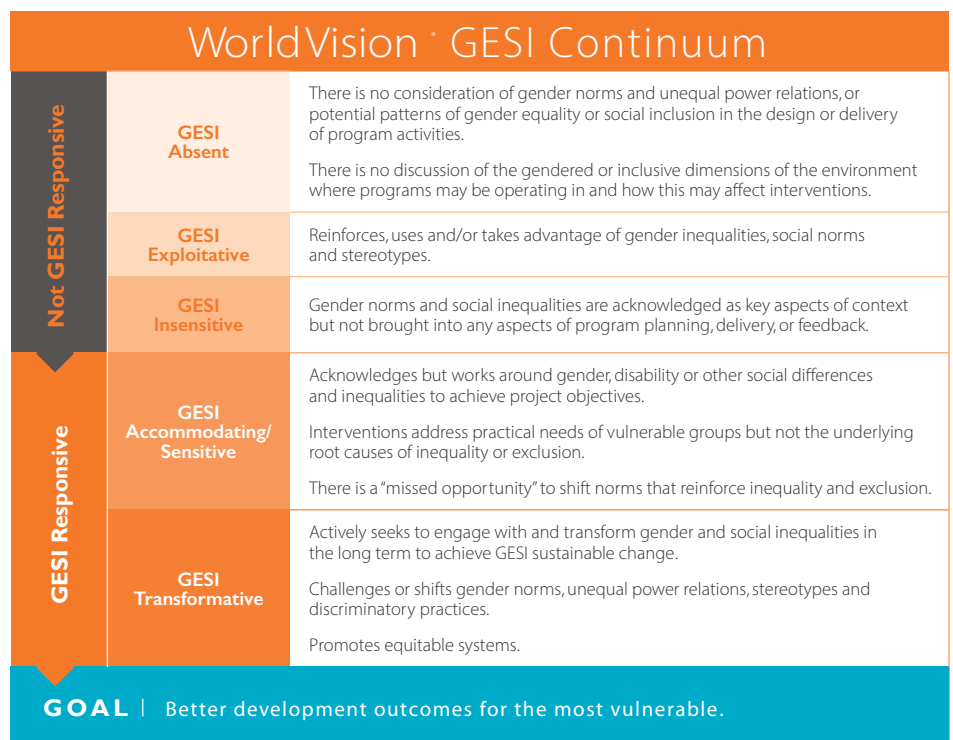 World Vision GESI Continuum
Not GESI Responsive
GESI
Absent
There is no consideration of gender norms and unequal power relations, or
potential patterns of gender equality or social inclusion in the design or delivery
of program activities.
There is no discussion of the gendered or inclusive dimensions of the environment
where programs may be operating in and how this may affect interventions.
GESI
Exploitative
Reinforces, uses and/or takes advantage of gender inequalities, social norms
and stereotypes.
GESI
Insensitive
Gender norms and social inequalities are acknowledged as key aspects of context
but not brought into any aspects of program planning, delivery, or feedback.
GESI Responsive
GESI
Accommodating/
Sensitive
Acknowledges but works around gender, disability or other social differences
and inequalities to achieve project objectives.
Interventions address practical needs of vulnerable groups but not the underlying
root causes of inequality or exclusion.
There is a “missed opportunity” to shift norms that reinforce inequality and exclusion.
GESI
Transformative
Actively seeks to engage with and transform gender and social inequalities in
the long term to achieve GESI sustainable change.
Challenges or shifts gender norms, unequal power relations, stereotypes and
discriminatory practices.
Promotes equitable systems.
GOAL | Better development outcomes for the most vulnerable.